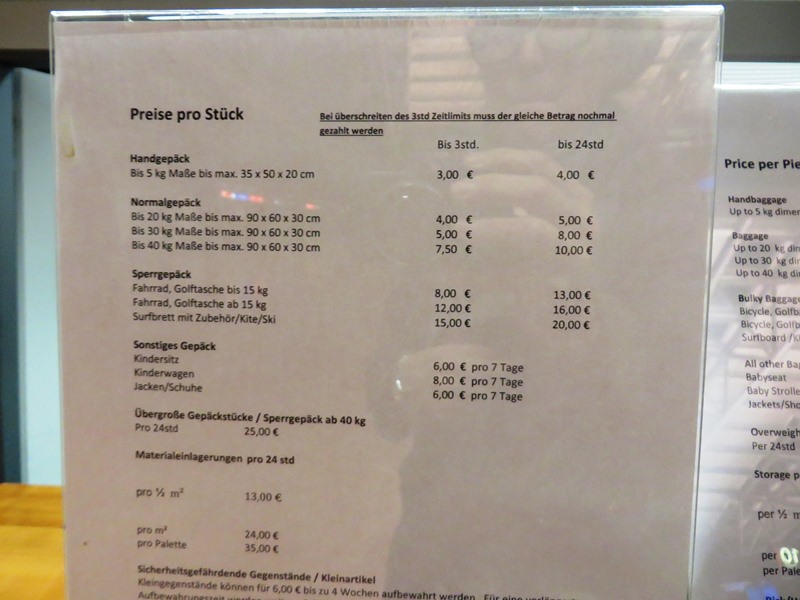 Preise pro Stück
Bei überschreiten des 3std Zeitlimits muss der gleiche Betrag nochmal
gezahlt werden
Bis 3std. bis 24std
Handgepäck
Bis 5 kg Maße bis max. 35 x 50 x 20 cm 3,00 € 4,00 €
Normalgepäck
Bis 20 kg Maße bis max. 90 x 60 x 30 cm 4,00 € 5,00 €
Bis 30 kg Maße bis max. 90 x 60 x 30 cm 5,00 € 8,00 €
Bis 40 kg Maße bis max. 90 x 60 x 30 cm 7,50 € 10,00 €
Sperrgepäck
Fahrrad, Golftasche bis 15 kg 8,00 € 13,00 €
Fahrrad, Golftasche ab 15 kg 12,00 € 16,00 €
Surfbrett mit Zubehör/Kite/Ski 15,00 € 20,00 €
Sonstiges Gepäck
Kindersitz 6,00 € pro 7 Tage
Kinderwagen 8,00 € pro 7 Tage
Jacken/Schuhe 6,00 € pro 7 Tage
Übergroße Gepäckstücke / Sperrgepäck ab 40 kg
Pro 24std 25,00 €
Materialeinlagerungen pro 24 std
pro ½ m² 13,00 €
pro m² 24,00 €
pro Palette 35,00 €
Sicherheitsgefährdende Gegenstände / Kleinartikel
Kleingegenstände können für 6,00 € bis zu 4 Wochen aufbewahrt werden. Für eine
Price per Pie
Handbaggage
Up to 5 kg dimer
Baggage
Up to 20 kg din
Up to 30 kg din
Up to 40 kg di
Bulky Baggage
Bicycle, Golfb
Bicycle, Golfb
Surfboard /K
All other Ba
Babyseat
Baby Strolle
Jackets/Sho
Overweigh
Per 24std
Storage p
per ½ m
per
per Pale